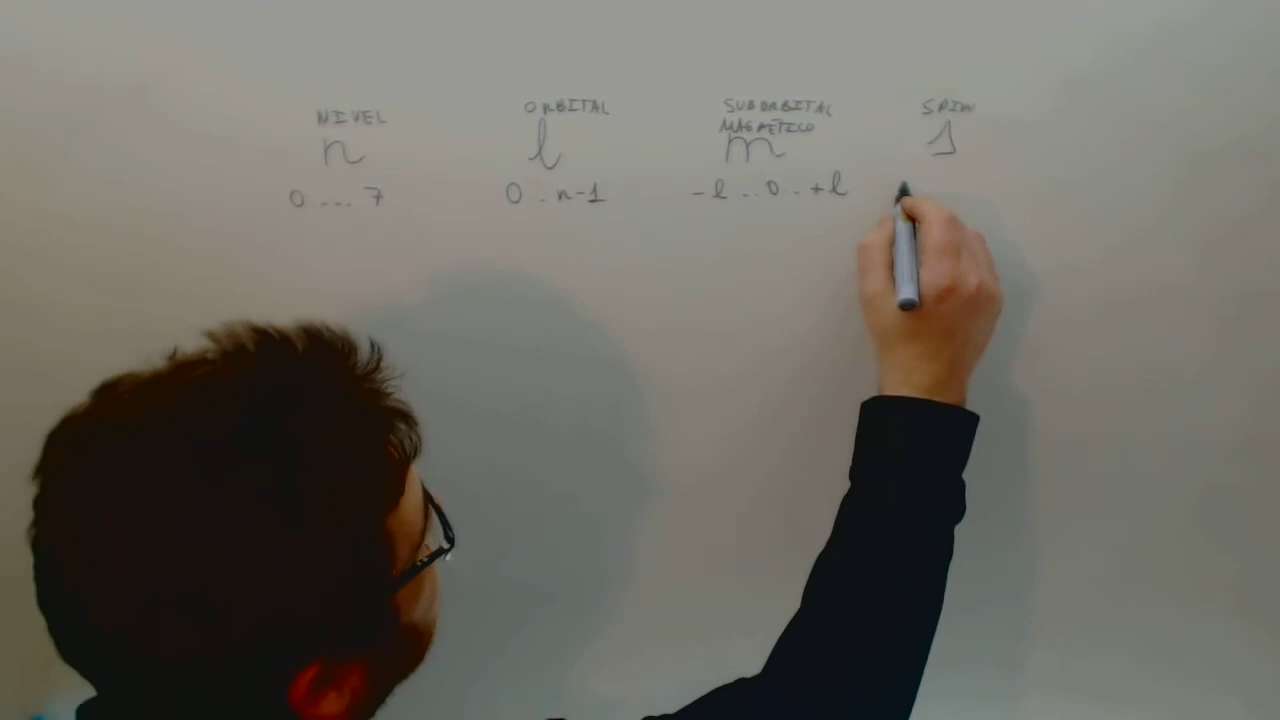 NIVEL ORBITAL SUBORBITAL SPIN
MAGNÉTICO
n l m s
0 ... 7 0 .. n-1 -l .. 0 .. +l